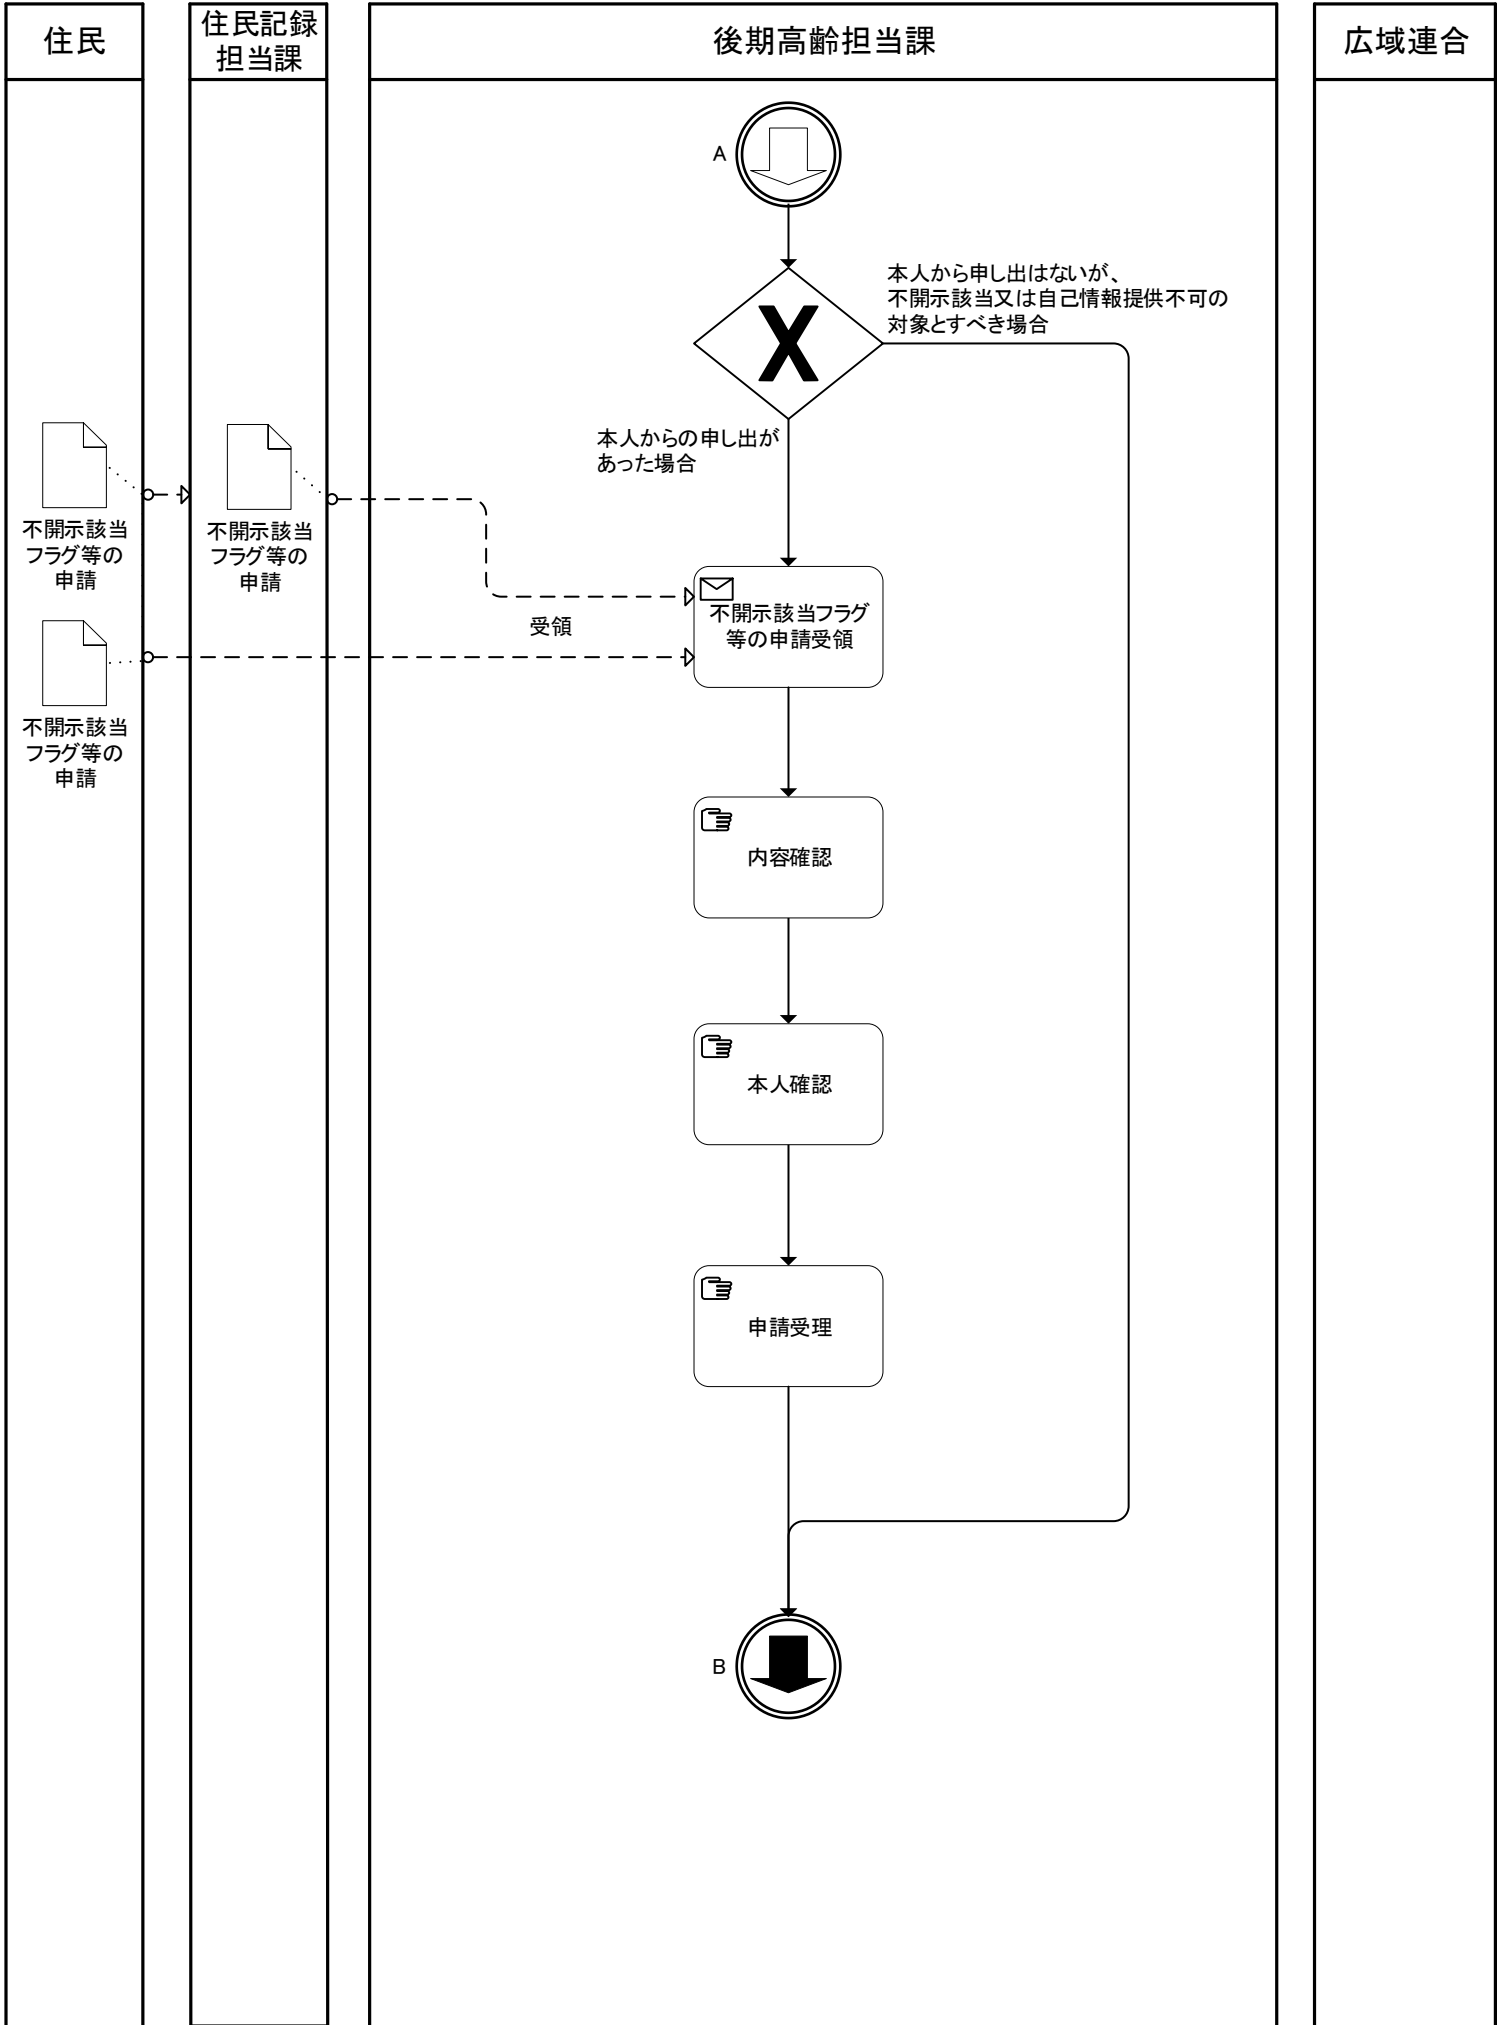 住民
住民記録
担当課
後期高齢担当課
広域連合
A
本人から申し出はないが、
不開示該当又は自己情報提供不可の
対象とすべき場合
本人からの申し出が
あった場合
不開示該当
フラグ等の
申請
不開示該当
フラグ等の
申請
不開示該当フラグ
等の申請受領
受領
不開示該当
フラグ等の
申請
内容確認
本人確認
申請受理
B